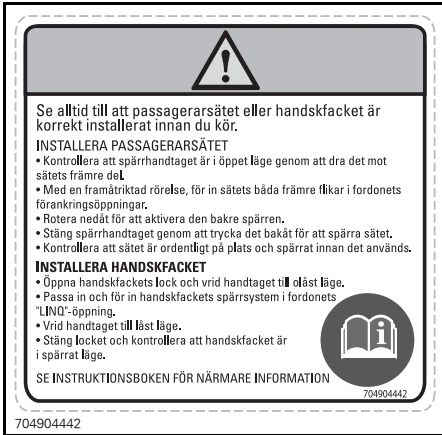 Se alltid till att passagerarsätet eller handskfacket är
korrekt installerat innan du kör.
INSTALLERA PASSAGERARSÄTET
• Kontrollera att spärrhandtaget är i öppet läge genom att dra det mot
sätets främre del.
• Med en framåtriktad rörelse, för in sätets båda främre flikar i fordonets
förankringsöppningar.
• Rotera nedåt för att aktivera den bakre spärren.
• Stäng spärrhandtaget genom att trycka det bakåt för att spärra sätet.
• Kontrollera att sätet är ordentligt på plats och spärrat innan det används.
INSTALLERA HANDSKFACKET
• Öppna handskfackets lock och vrid handtaget till olåst läge.
• Passa in och för in handskfackets spärrsystem i fordonets
"LINQ"-öppning.
• Vrid handtaget till låst läge.
• Stäng locket och kontrollera att handskfacket är
i spärrat läge.
SE INSTRUKTIONSBOKEN FÖR NÄRMARE INFORMATION
704904442
704904442